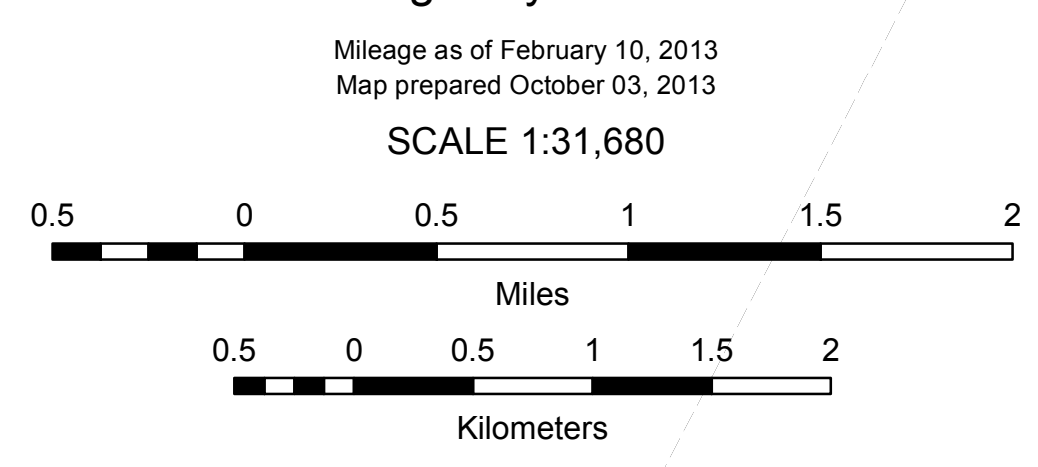 Mileage as of February 10, 2013
Map prepared October 03, 2013
SCALE 1:31,680
0.5 0 0.5 1 1.5 2
Miles
0.5 0 0.5 1 1.5 2
Kilometers